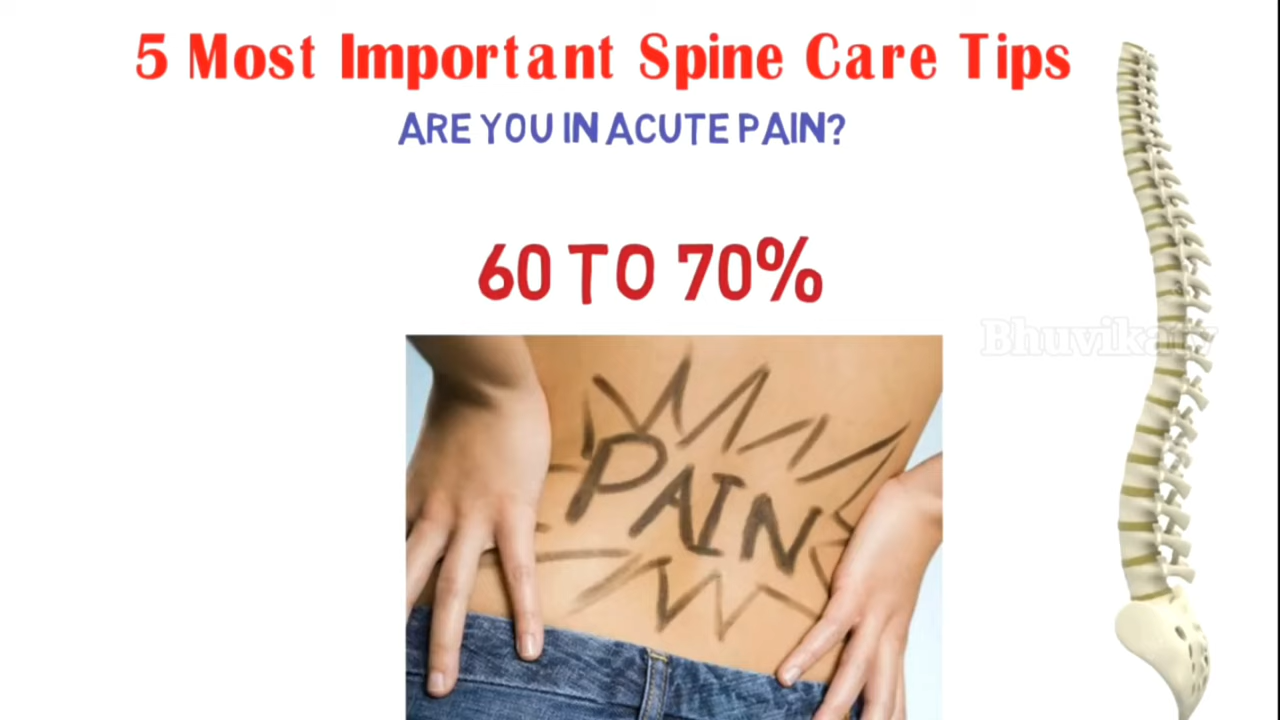 5 Most Important Spine Care Tips
ARE YOU IN ACUTE PAIN?
60 TO 70%
PAIN